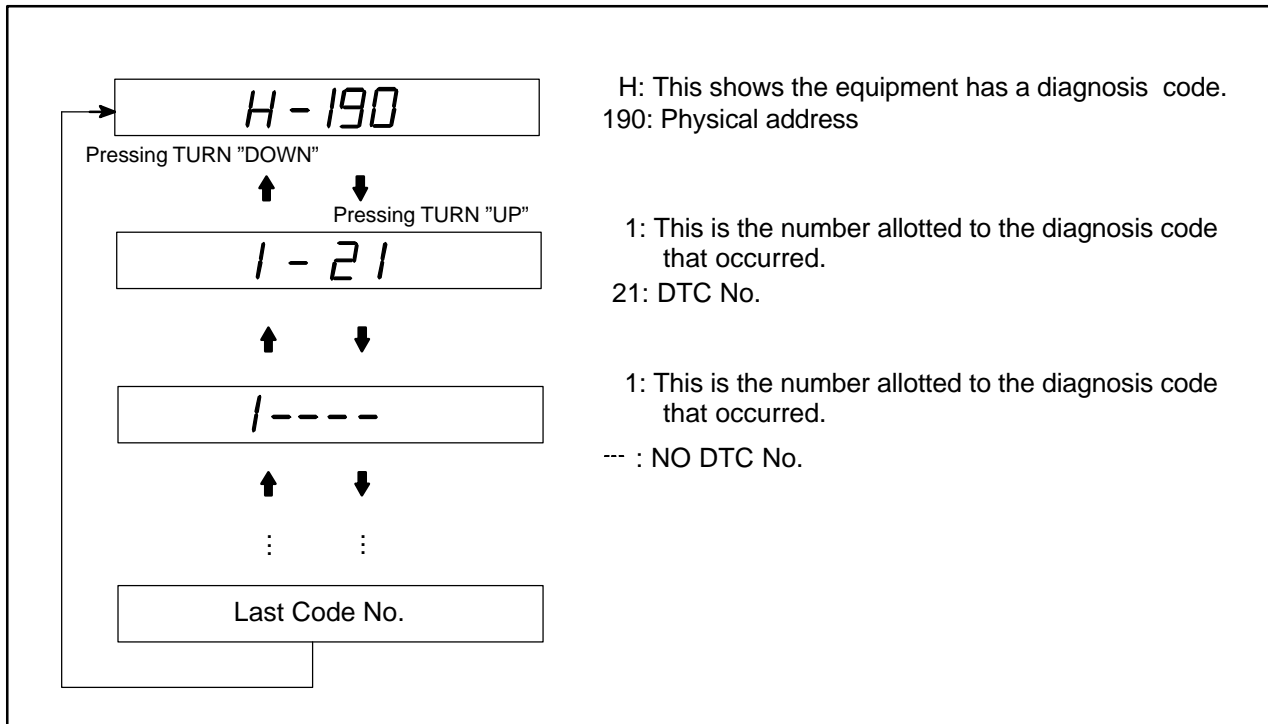 H-190
H: This shows the equipment has a diagnosis code.
190: Physical address
Pressing TURN ”DOWN”
Pressing TURN ”UP”
1-21
1: This is the number allotted to the diagnosis code
that occurred.
21: DTC No.
1----
1: This is the number allotted to the diagnosis code
that occurred.
--- : NO DTC No.
Last Code No.